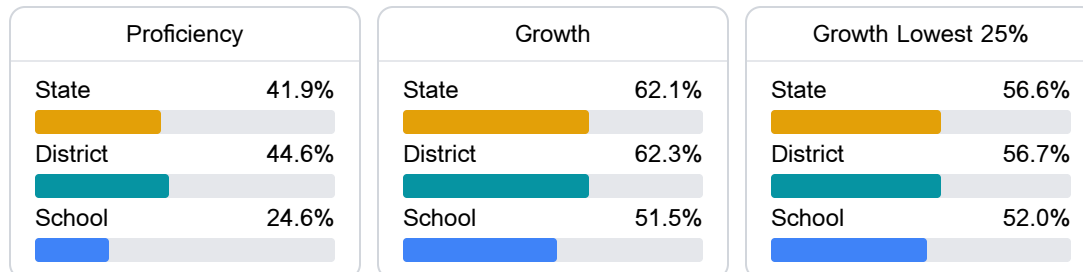 Proficiency
State 41.9%
District 44.6%
School 24.6%
Growth
State 62.1%
District 62.3%
School 51.5%
Growth Lowest 25%
State 56.6%
District 56.7%
School 52.0%